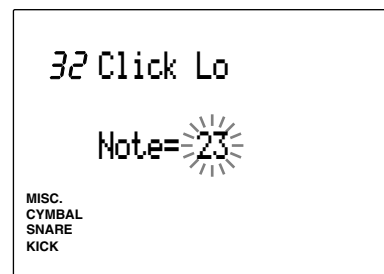 32 Click Lo
Note=23
MISC.
CYMBAL
SNARE
KICK